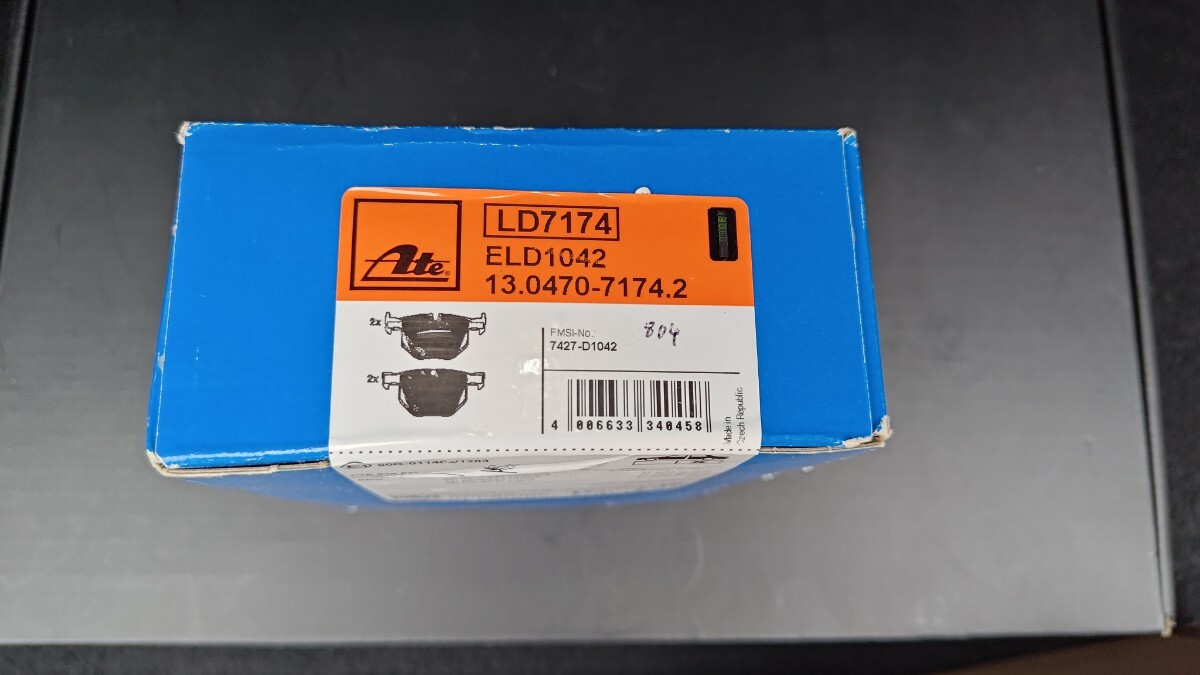 Ate®
LD7174
ELD1042
13.0470-7174.2
2x
2x
FMSI-No.:
7427-D1042
804
4 006633 340458
Made in
Czech Republic